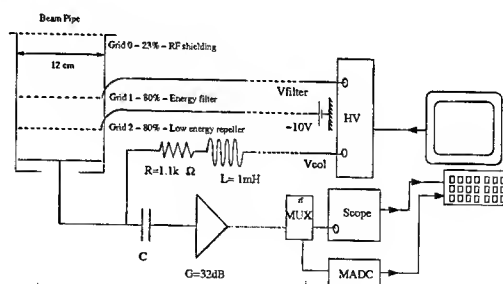 Beam Pipe
Grid 0 - 23% - RF shielding
12 cm
Vfilter
Grid 1 - 80% - Energy filter
HV
~10V
Grid 2 - 80% - Low energy repeller
Vcol
R=1.1k Ω
L= 1mH
rf
MUX
Scope
C
G=32dB
MADC